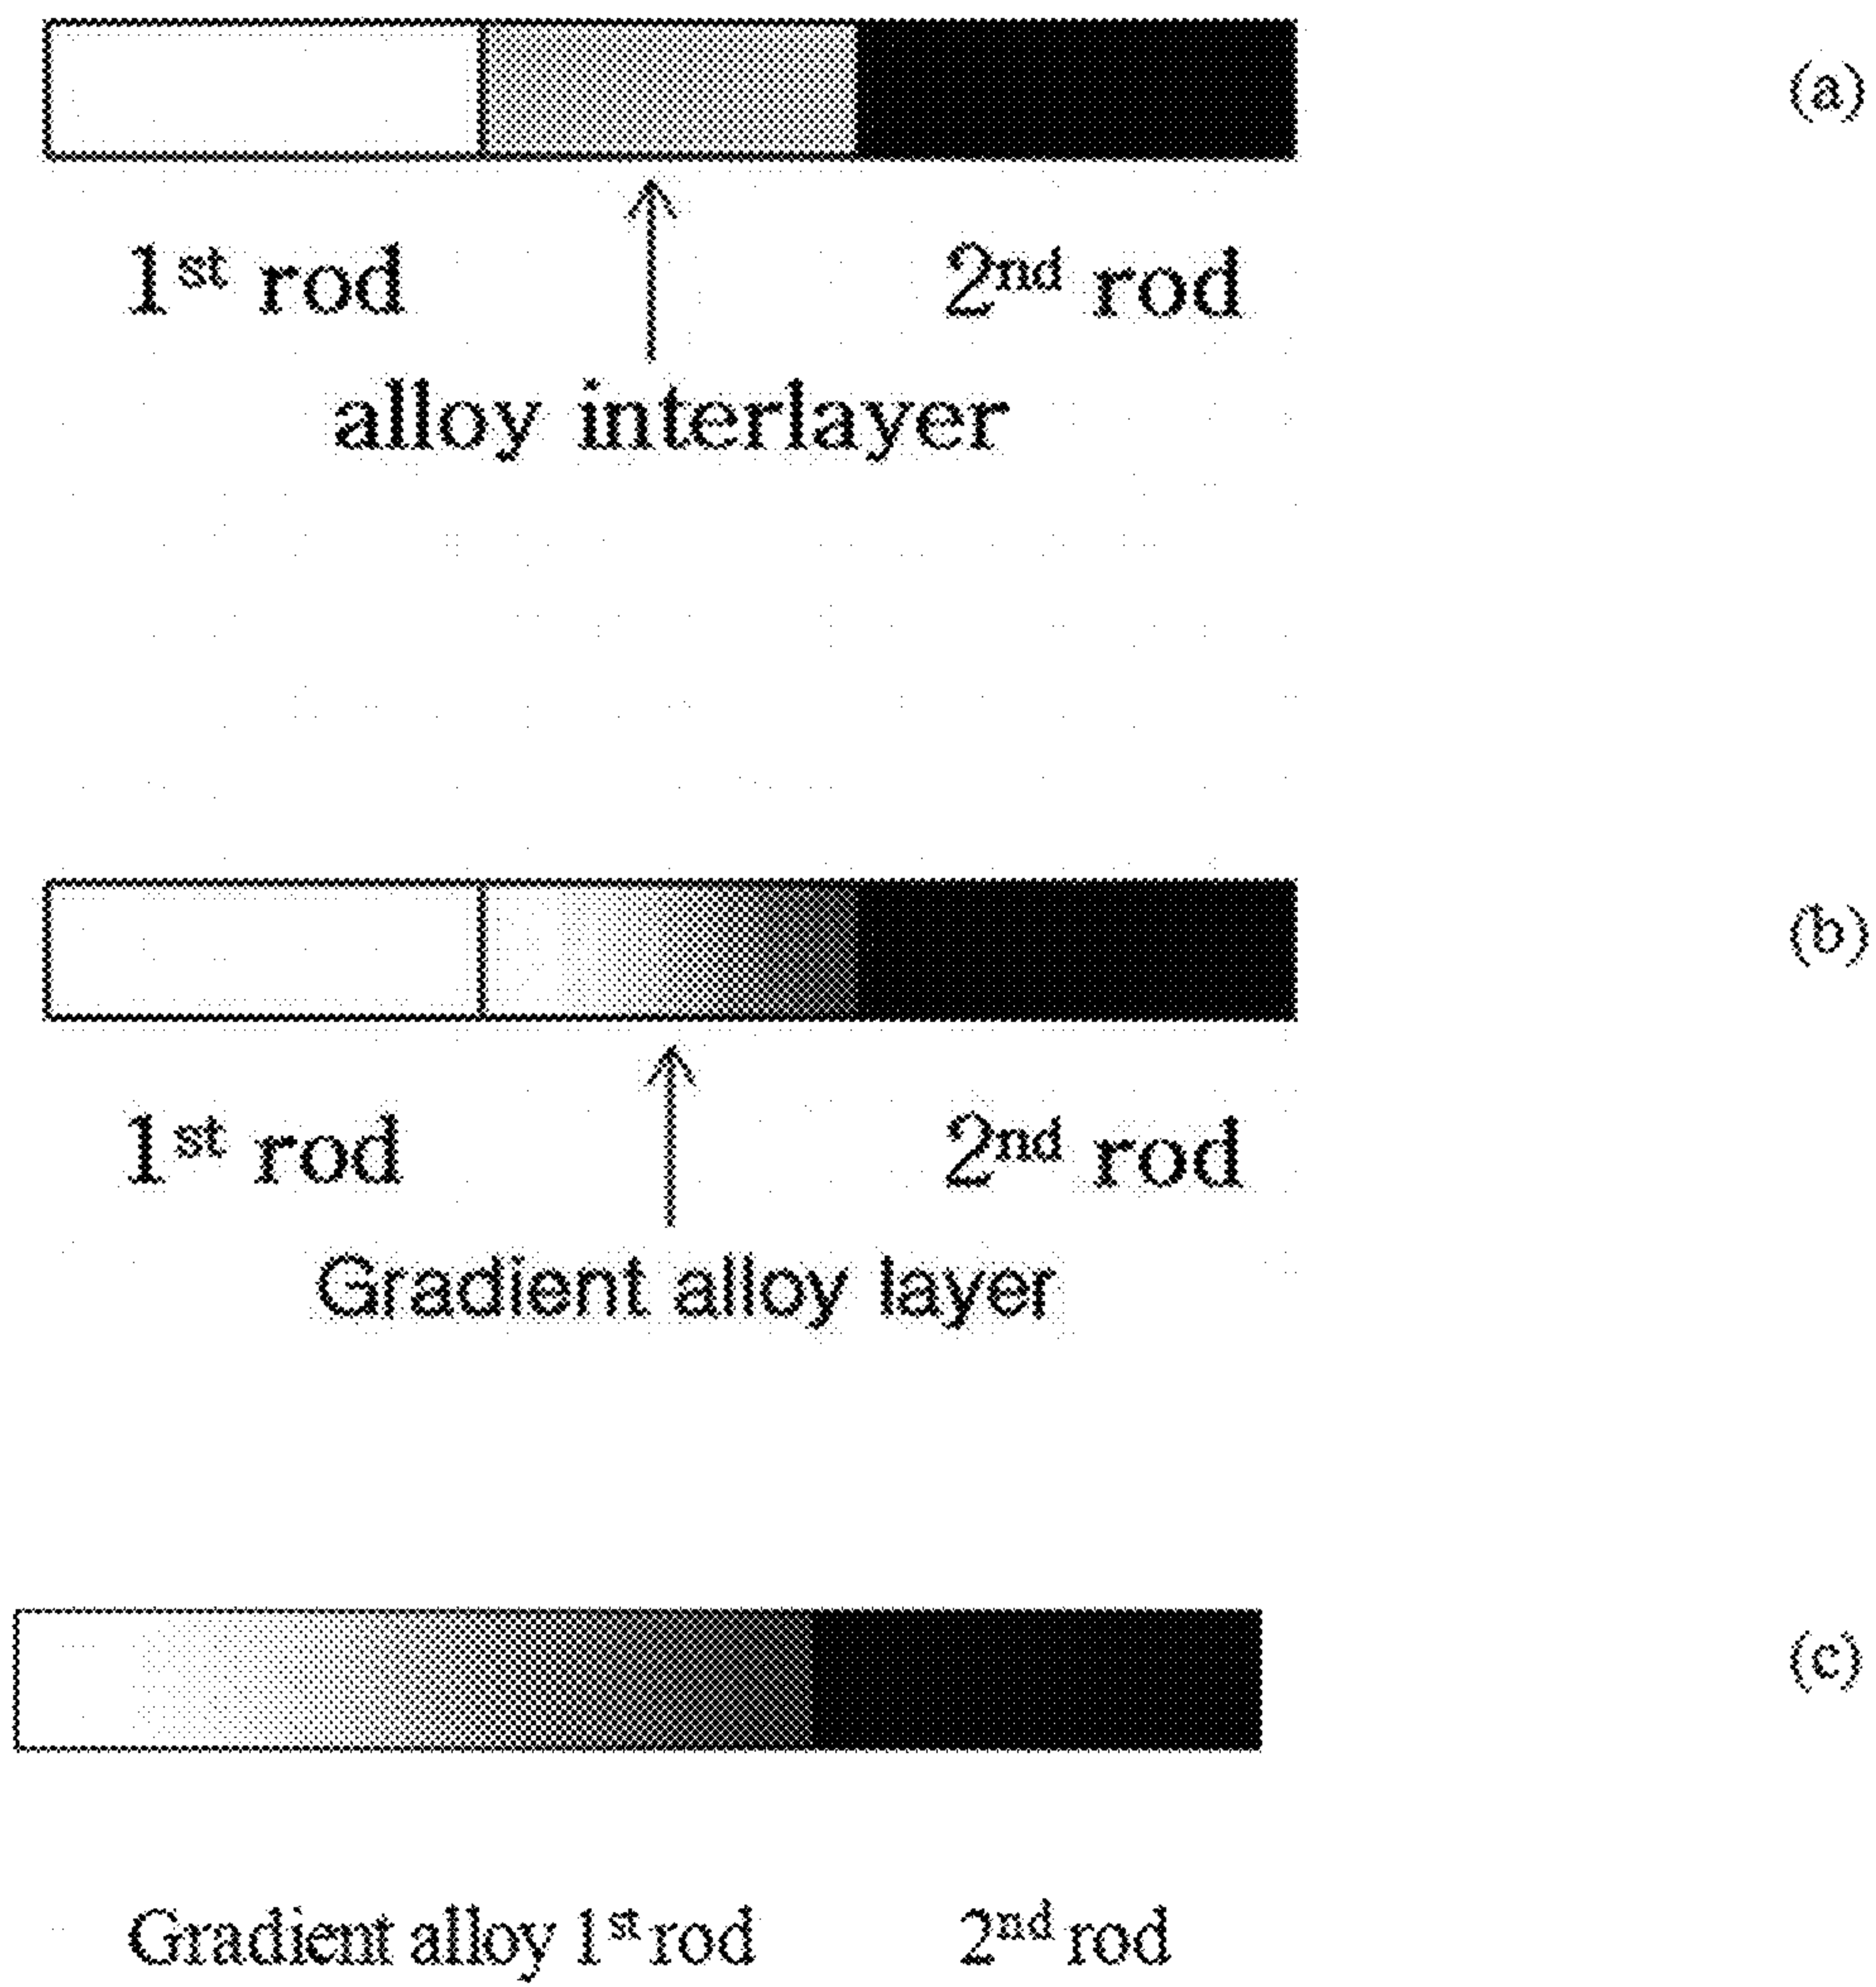 (a)
1st rod 2nd rod
alloy interlayer
(b)
1st rod 2nd rod
Gradient alloy layer
(c)
Gradient alloy 1st rod 2nd rod